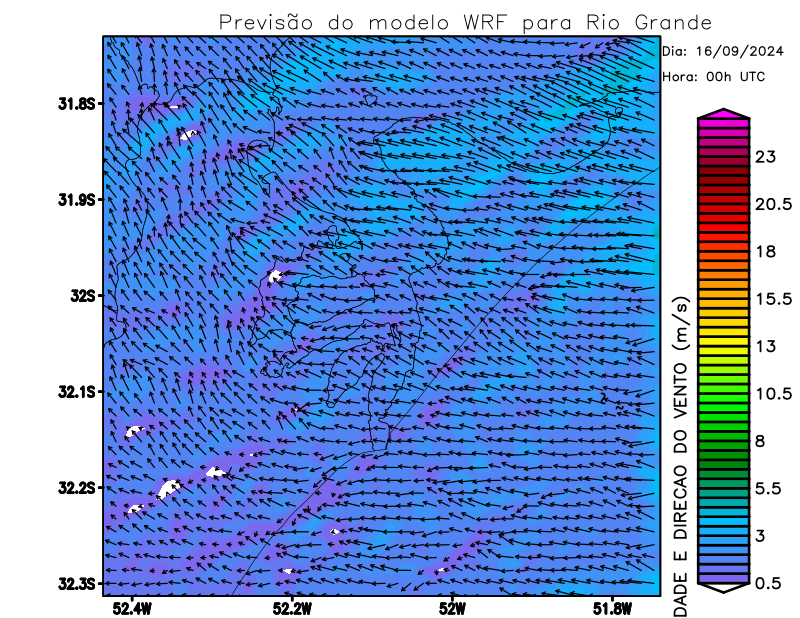 Previsão do modelo WRF para Rio Grande
Dia: 16/09/2024
Hora: 00h UTC
31.8S
31.9S
32S
32.1S
32.2S
32.3S
52.4W
52.2W
52W
51.8W
23
20.5
18
15.5
13
10.5
8
5.5
3
0.5
DADE E DIRECAO DO VENTO (m/s)